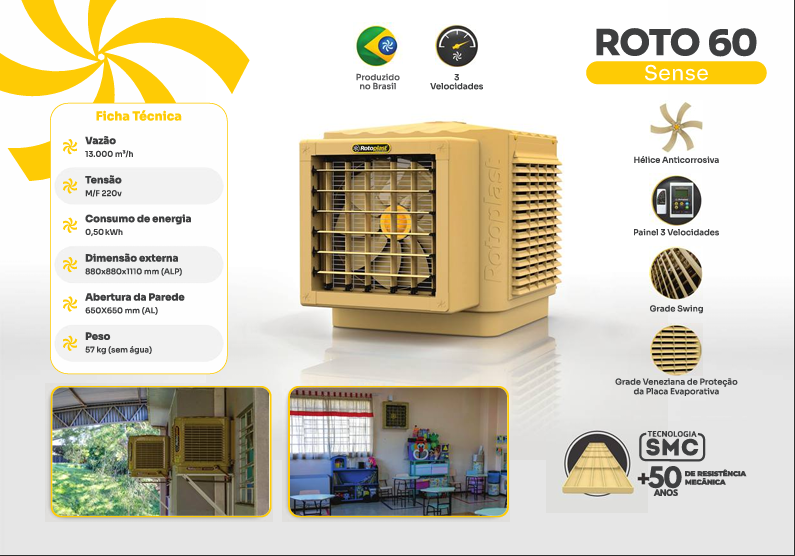 Produzido
no Brasil
3
Velocidades
ROTO 60
Sense
Ficha Técnica
Vazão
13.000 m³/h
Tensão
M/F 220v
Consumo de energia
0,50 kWh
Dimensão externa
880x880x1110 mm (ALP)
Abertura da Parede
650X650 mm (AL)
Peso
57 kg (sem água)
Rotoplast
Rotoplast
Hélice Anticorrosiva
Painel 3 Velocidades
Grade Swing
Grade Veneziana de Proteção
da Placa Evaporativa
TECNOLOGIA
SMC
+50
ANOS
DE RESISTÊNCIA
MECÂNICA